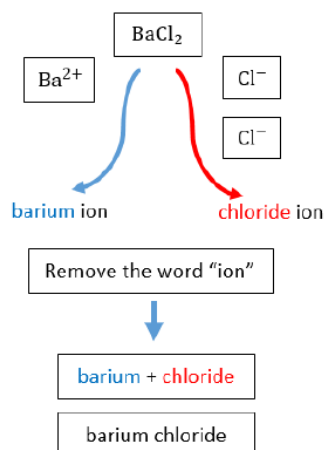 BaCl₂
Ba²⁺
Cl⁻
Cl⁻
barium ion
chloride ion
Remove the word “ion”
barium + chloride
barium chloride